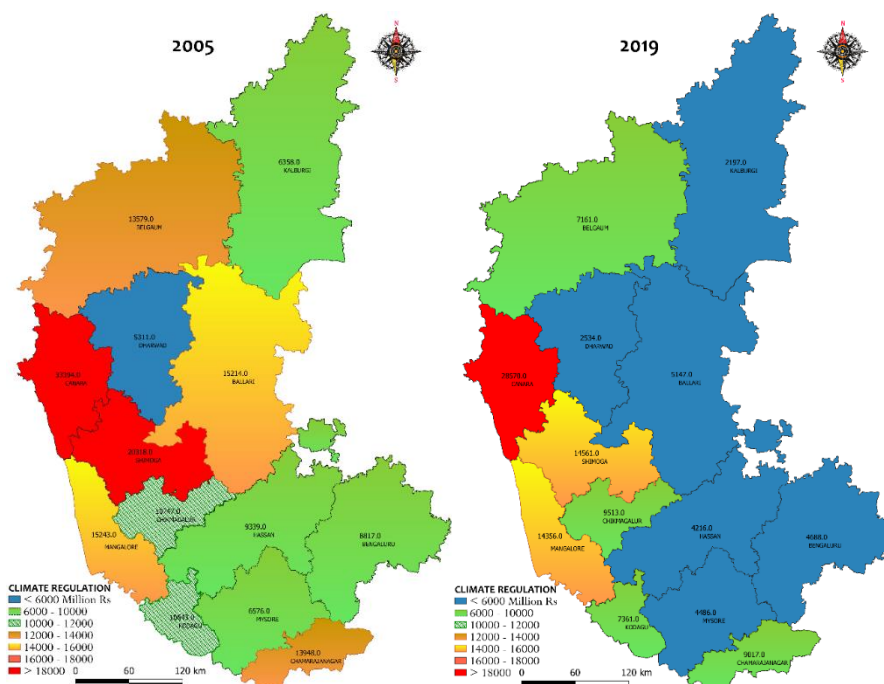 2005
N
6358.0
KALBURGI
13579.0
BELGAUM
5311.0
DHARWAD
15214.0
BALLARI
CANARA
SHIMOGA
CHIKMAGALUR
9339.0
HASSAN
8817.0
BENGALURU
15243.0
MANGALORE
KODAGU
6576.0
MYSORE
13948.0
CHAMARAJANAGAR
CLIMATE REGULATION
< 6000 Million Rs
6000 - 10000
10000 - 12000
12000 - 14000
14000 - 16000
16000 - 18000
> 18000
0 60 120 km
2019
N
2197.0
KALBURGI
7161.0
BELGAUM
2534.0
DHARWAD
5147.0
BALLARI
28570.0
CANARA
14561.0
SHIMOGA
9513.0
CHIKMAGALUR
4216.0
HASSAN
4688.0
BENGALURU
14356.0
MANGALORE
7361.0
KODAGU
4486.0
MYSORE
CHAMARAJANAGAR
CLIMATE REGULATION
< 6000 Million Rs
6000 - 10000
10000 - 12000
12000 - 14000
14000 - 16000
16000 - 18000
> 18000
0 60 120 km